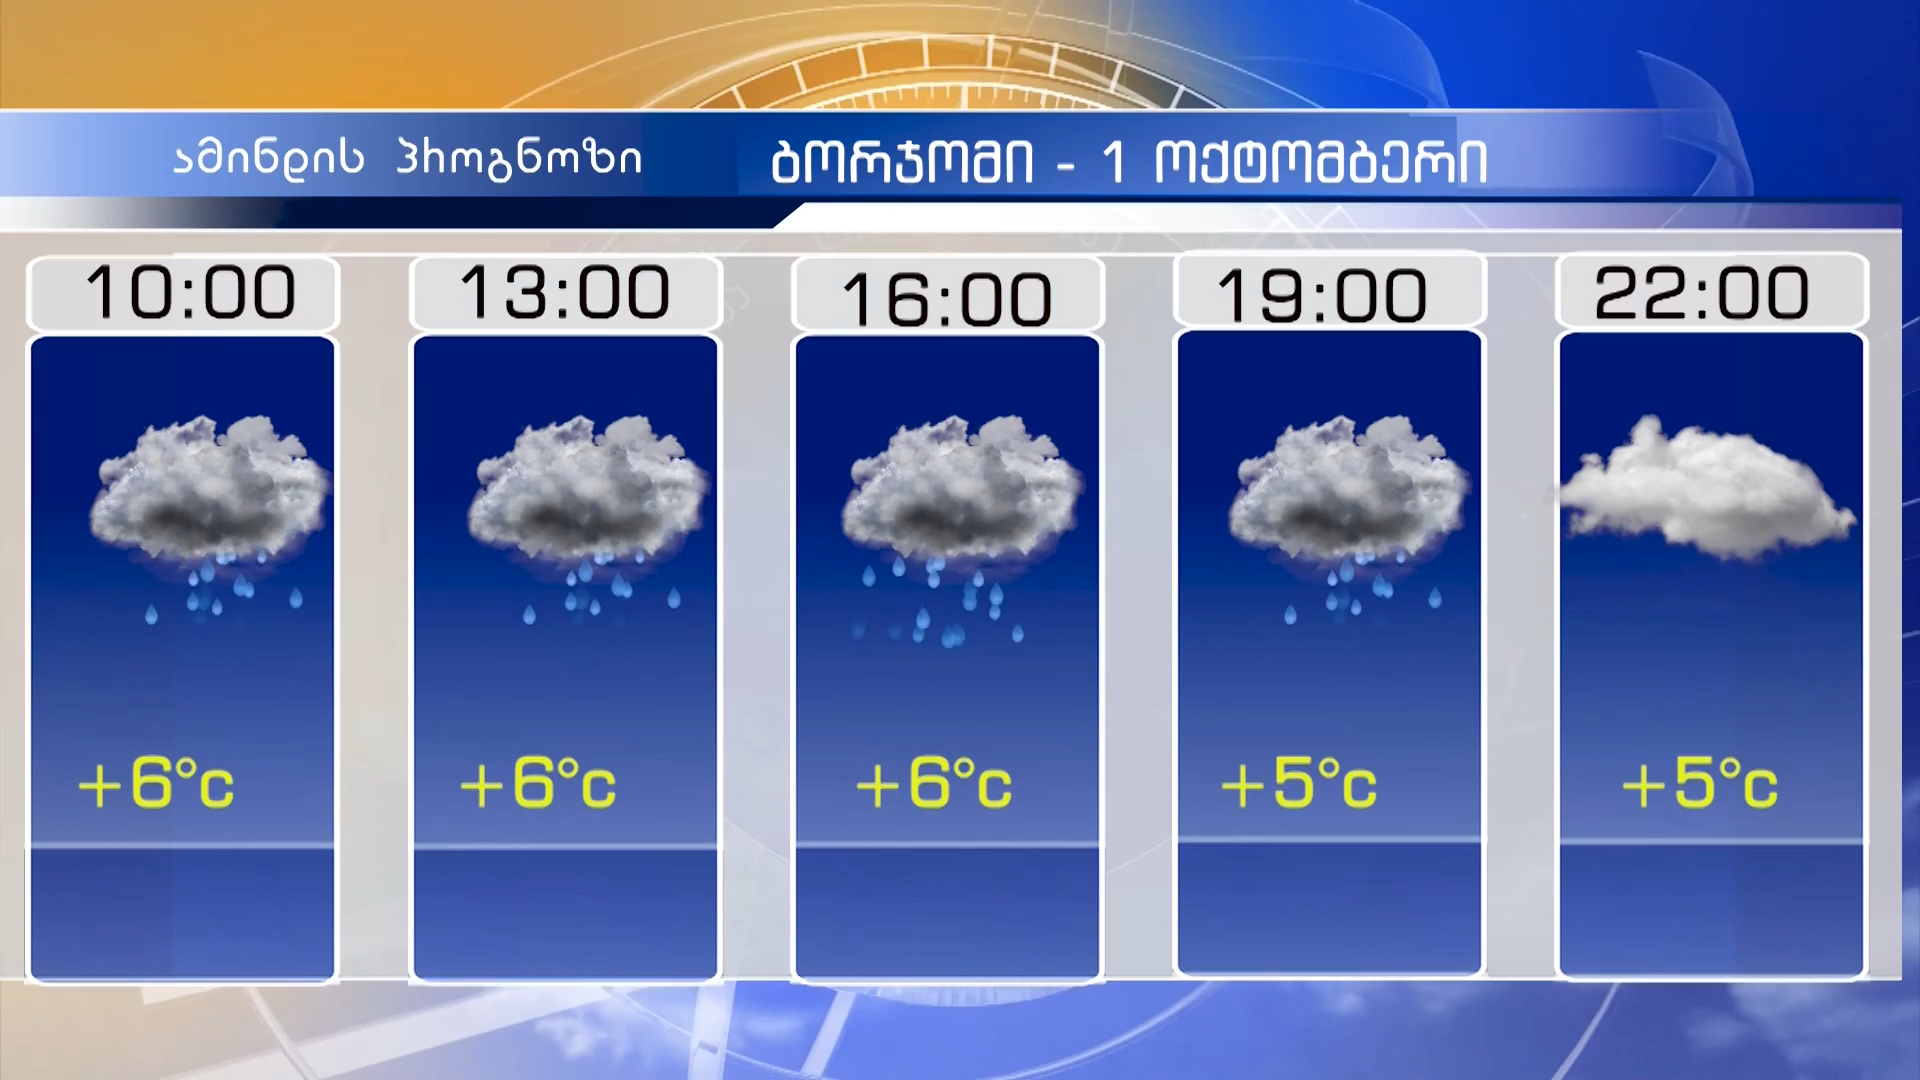 ამინდის პროგნოზი
ბორჯომი - 1 ოქტომბერი
10:00 13:00 16:00 19:00 22:00
+6°c +6°c +6°c +5°c +5°c